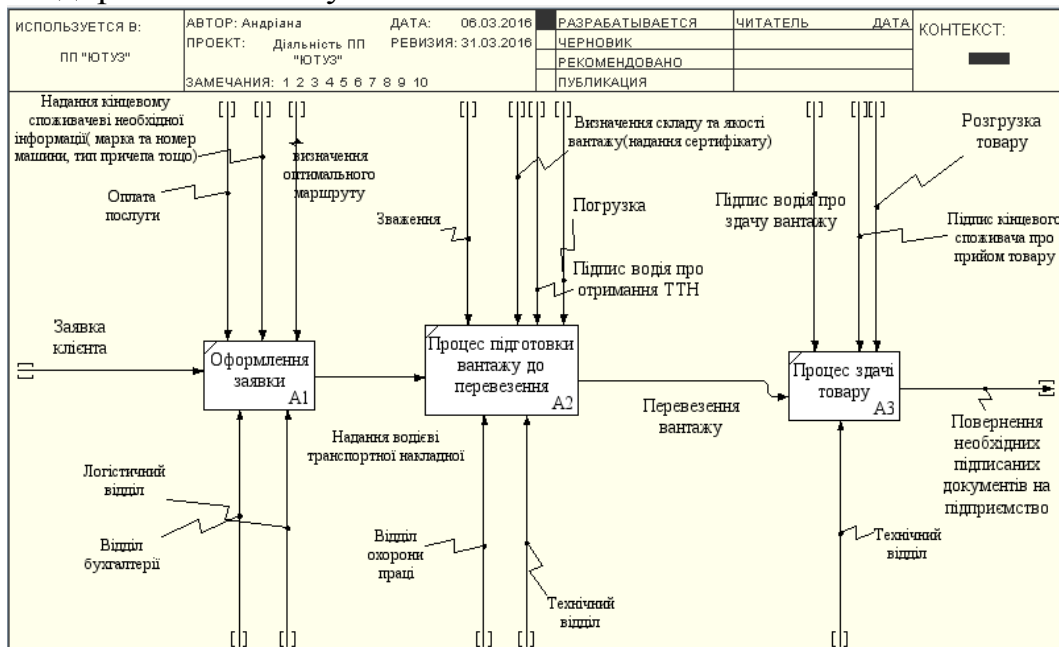 ИСПОЛЬЗУЕТСЯ В:
ПП "ЮТУЗ"
АВТОР: Андріана
ДАТА: 06.03.2016
ПРОЕКТ: Діяльність ПП
"ЮТУЗ"
РЕВИЗИЯ: 31.03.2016
ЗАМЕЧАНИЯ: 1 2 3 4 5 6 7 8 9 10
РАЗРАБАТЫВАЕТСЯ
ЧЕРНОВИК
РЕКОМЕНДОВАНО
ПУБЛИКАЦИЯ
ЧИТАТЕЛЬ
ДАТА
КОНТЕКСТ:
Надання кінцевому
споживачеві необхідної
інформації( марка та номер
машини, тип причепа тощо)
визначення
оптимального
маршруту
Оплата
послуги
Зваження
Визначення складу та якості
вантажу(надання сертифікату)
Погрузка
Підпис водія про
отримання ТТН
Розгрузка
товару
Підпис водія про
здачу вантажу
Підпис кінцевого
споживача про
прийом товару
Заявка
клієнта
Оформлення
заявки
A1
Процес підготовки
вантажу до
перевезення
A2
Процес здачі
товару
A3
Надання водієві
транспортної накладної
Перевезення
вантажу
Повернення
необхідних
підписаних
документів на
підприємство
Логістичний
відділ
Відділ
бухгалтерії
Відділ
охорони
праці
Технічний
відділ
Технічний
відділ